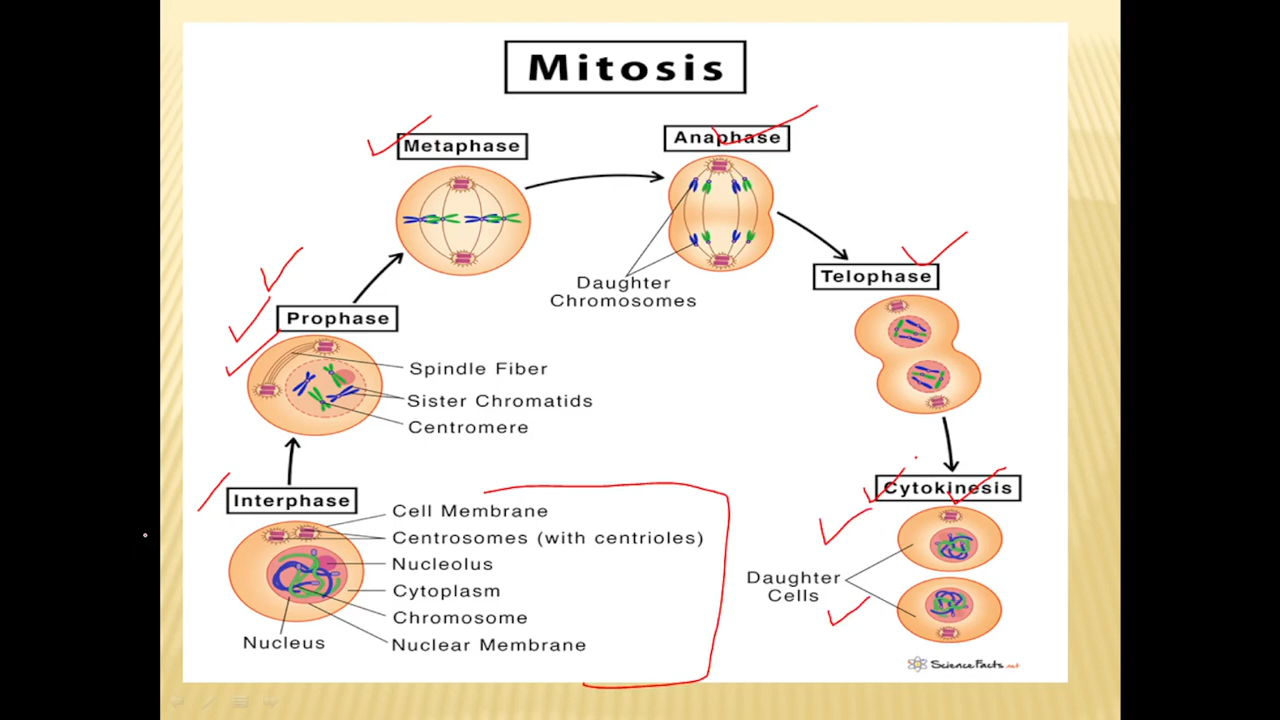 Mitosis
Metaphase
Anaphase
Daughter
Chromosomes
Telophase
Prophase
Spindle Fiber
Sister Chromatids
Centromere
Interphase
Cell Membrane
Centrosomes (with centrioles)
Nucleolus
Cytoplasm
Chromosome
Nuclear Membrane
Nucleus
Cytokinesis
Daughter
Cells
ScienceFacts.net